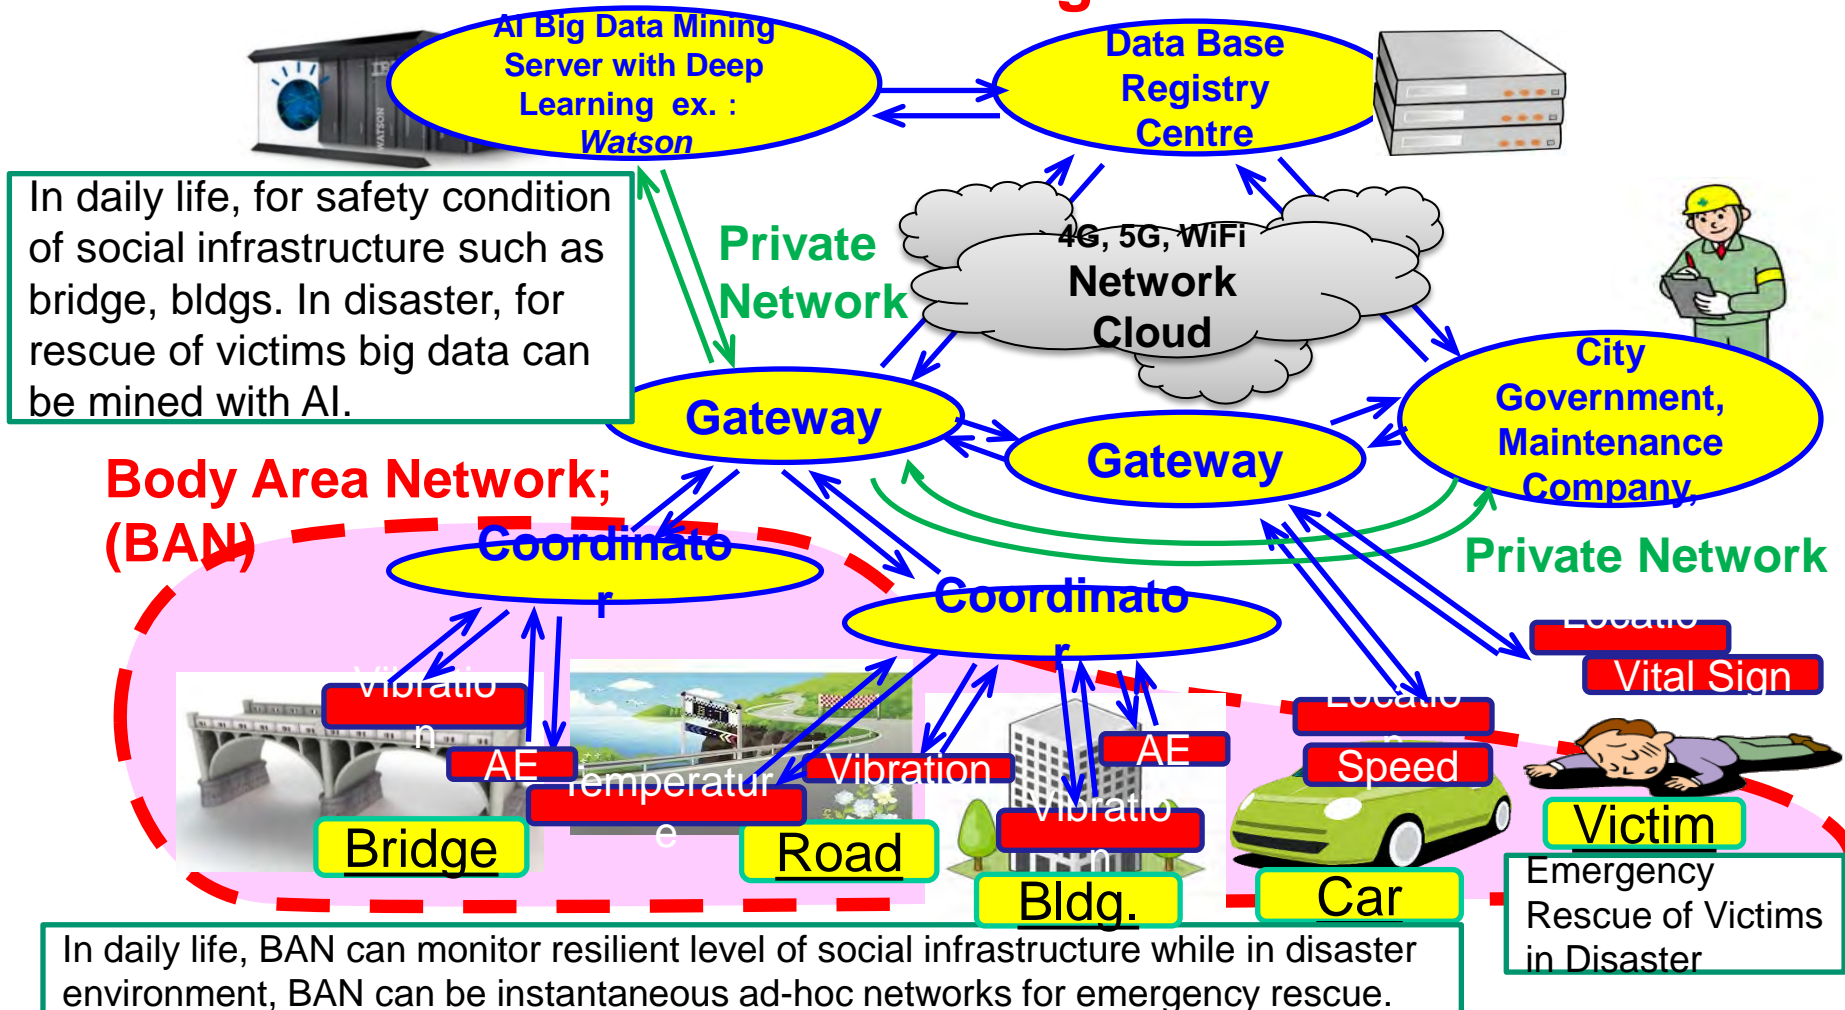 AI Big Data Mining
Server with Deep
Learning ex. :
Watson
Data Base
Registry
Centre
WATSON
In daily life, for safety condition
of social infrastructure such as
bridge, bldgs. In disaster, for
rescue of victims big data can
be mined with AI.
Private
Network
4G, 5G, WiFi
Network
Cloud
City
Government,
Maintenance
Company,
Gateway
Gateway
Body Area Network;
(BAN)
Coordinato
r
Private Network
Coordinato
r
Locatio
Vital Sign
Vibratio
n
AE
Temperatur
e
Vibration
AE
Vibratio
n
Locatio
n
Speed
Bridge
Road
Bldg.
Car
Victim
Emergency
Rescue of Victims
in Disaster
In daily life, BAN can monitor resilient level of social infrastructure while in disaster
environment, BAN can be instantaneous ad-hoc networks for emergency rescue.